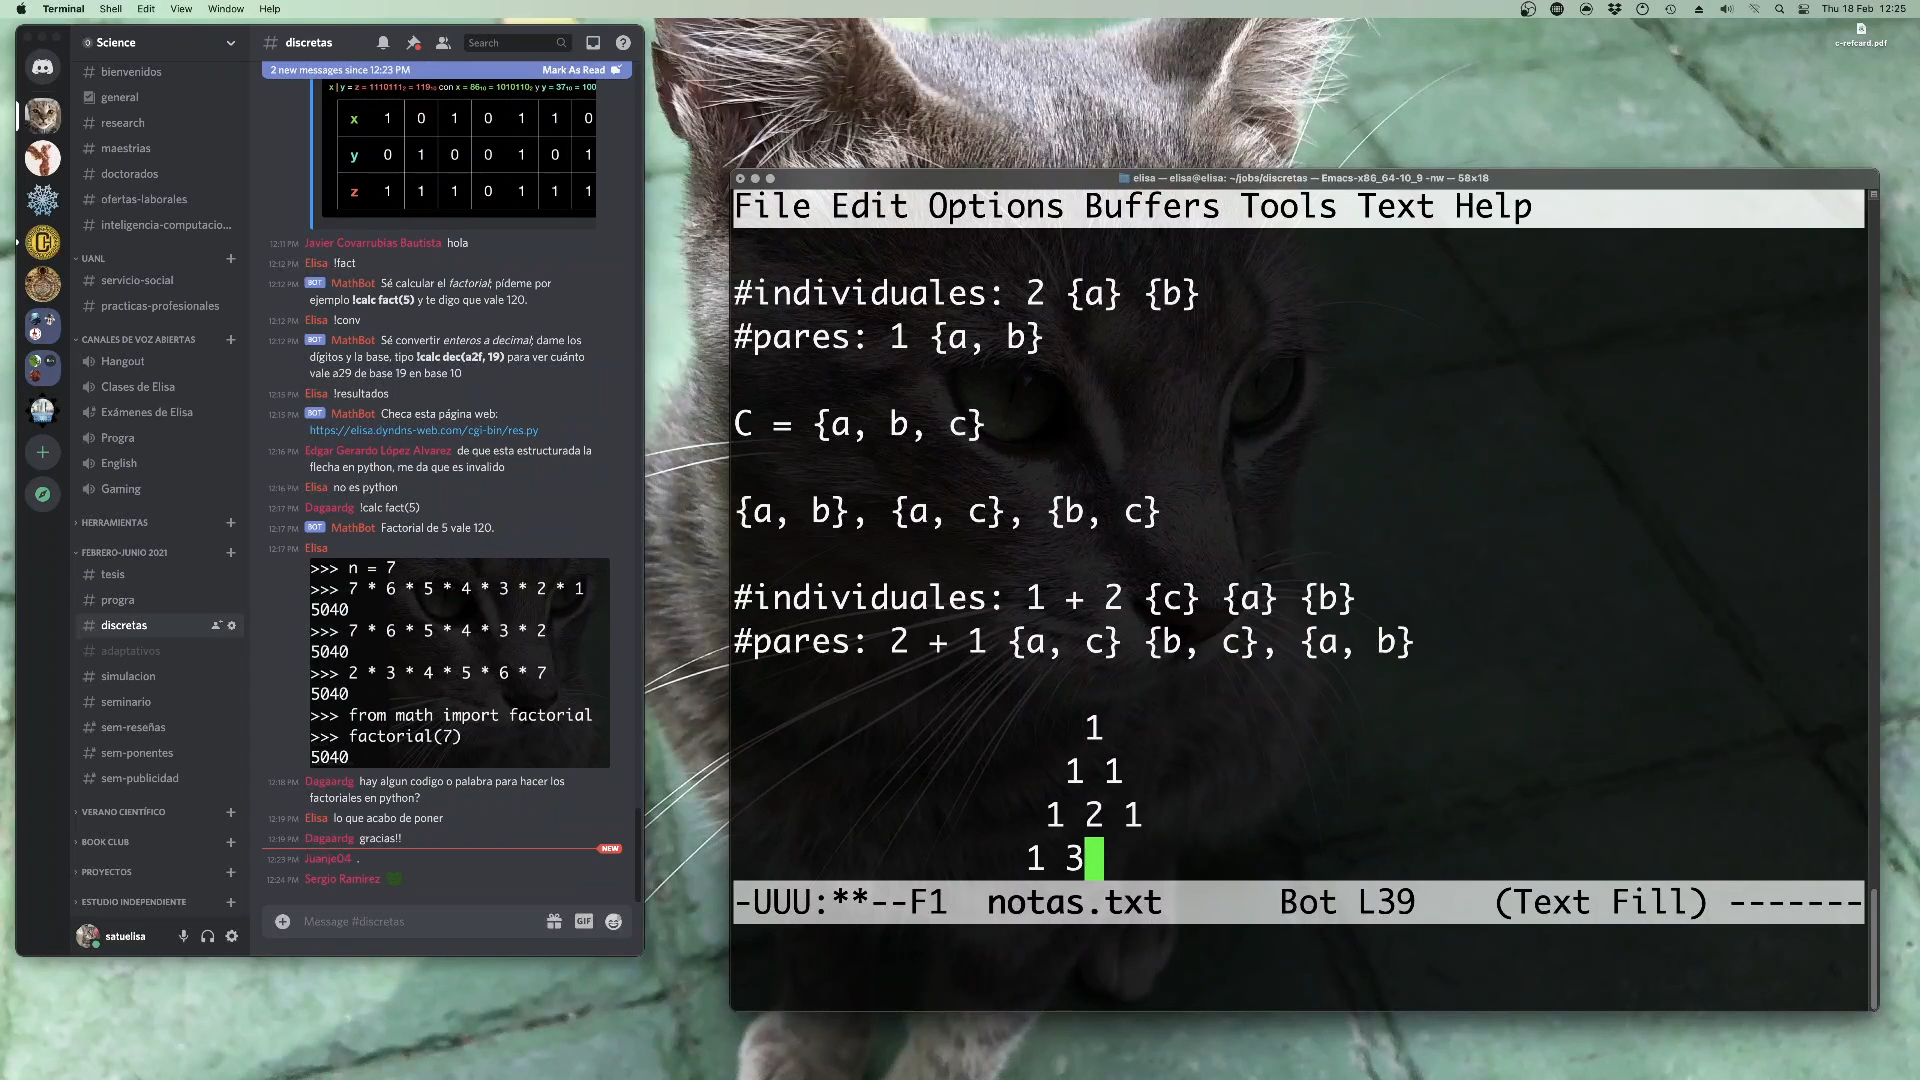 Terminal Shell Edit View Window Help
Thu 18 Feb 12:25
c-refcard.pdf
Science
# bienvenidos
general
# research
# maestrias
# doctorados
# ofertas-laborales
# inteligencia-computacio...
UANL
# servicio-social
# practicas-profesionales
CANALES DE VOZ ABIERTAS
Hangout
Clases de Elisa
Exámenes de Elisa
Progra
English
Gaming
HERRAMIENTAS
FEBRERO-JUNIO 2021
# tesis
# progra
# discretas
# adaptativos
# simulacion
# seminario
# sem-reseñas
# sem-ponentes
# sem-publicidad
VERANO CIENTÍFICO
BOOK CLUB
PROYECTOS
ESTUDIO INDEPENDIENTE
satuelisa
# discretas
Search
2 new messages since 12:23 PM Mark As Read
x | y = z = 1110111₂ = 119₁₀ con x = 86₁₀ = 1010110₂ y y = 37₁₀ = 100
x 1 0 1 0 1 1 0
y 0 1 0 0 1 0 1
z 1 1 1 0 1 1 1
12:11 PM Javier Covarrubias Bautista hola
12:12 PM Elisa !fact
12:12 PM BOT MathBot Sé calcular el factorial; pídeme por
ejemplo !calc fact(5) y te digo que vale 120.
12:12 PM Elisa !conv
12:12 PM BOT MathBot Sé convertir enteros a decimal; dame los
dígitos y la base, tipo !calc dec(a2f, 19) para ver cuánto
vale a29 de base 19 en base 10
12:15 PM Elisa !resultados
12:15 PM BOT MathBot Checa esta página web:
https://elisa.dyndns-web.com/cgi-bin/res.py
12:16 PM Edgar Gerardo López Alvarez de que esta estructurada la
flecha en python, me da que es invalido
12:16 PM Elisa no es python
12:17 PM Dagaardg !calc fact(5)
12:17 PM BOT MathBot Factorial de 5 vale 120.
12:17 PM Elisa
>>> n = 7
>>> 7 * 6 * 5 * 4 * 3 * 2 * 1
5040
>>> 7 * 6 * 5 * 4 * 3 * 2
5040
>>> 2 * 3 * 4 * 5 * 6 * 7
5040
>>> from math import factorial
>>> factorial(7)
5040
12:18 PM Dagaardg hay algun codigo o palabra para hacer los
factoriales en python?
12:19 PM Elisa lo que acabo de poner
12:19 PM Dagaardg gracias!!
NEW
12:23 PM Juanje04 .
12:24 PM Sergio Ramirez
Message #discretas
GIF
elisa — elisa@elisa: ~/jobs/discretas — Emacs-x86_64-10_9 -nw — 58×18
File Edit Options Buffers Tools Text Help
#individuales: 2 {a} {b}
#pares: 1 {a, b}
C = {a, b, c}
{a, b}, {a, c}, {b, c}
#individuales: 1 + 2 {c} {a} {b}
#pares: 2 + 1 {a, c} {b, c}, {a, b}
1
1 1
1 2 1
1 3
-UUU:**--F1 notas.txt Bot L39 (Text Fill) -------